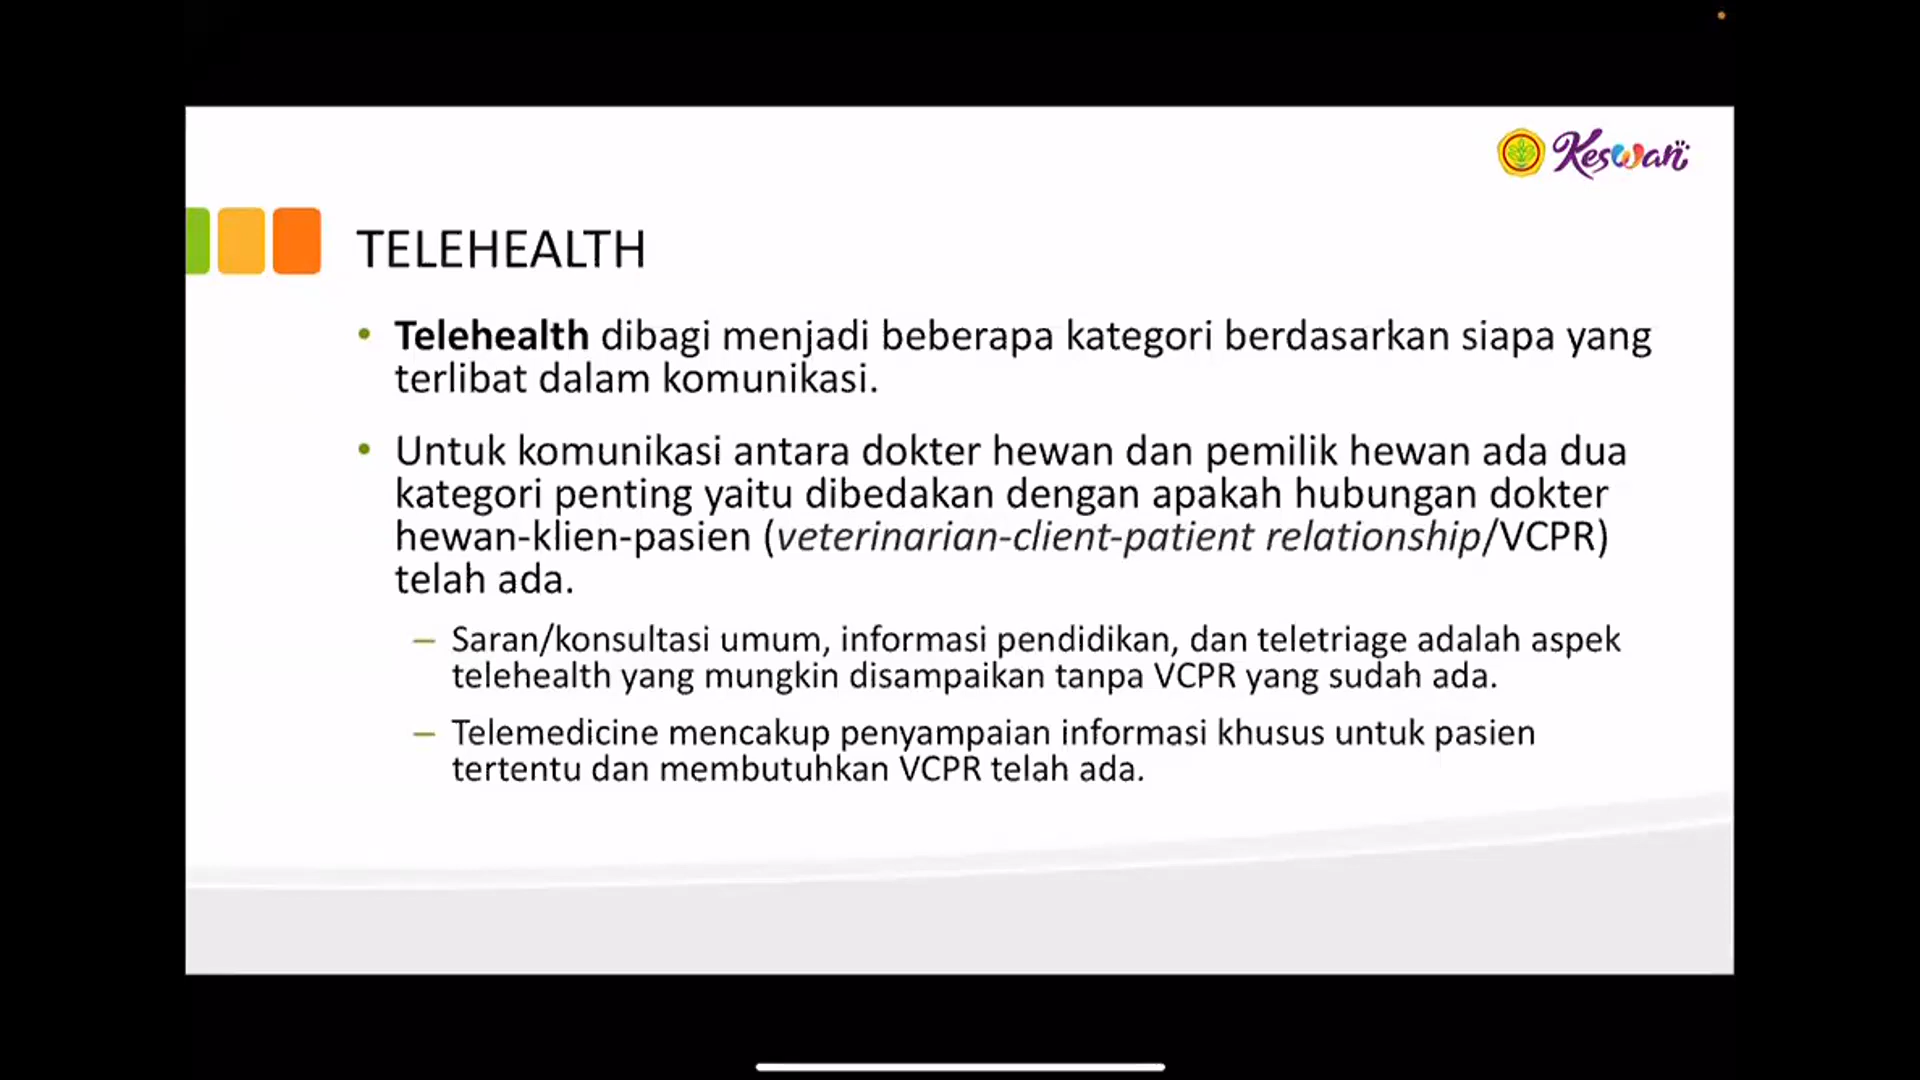 Keswan
TELEHEALTH
• Telehealth dibagi menjadi beberapa kategori berdasarkan siapa yang
terlibat dalam komunikasi.
• Untuk komunikasi antara dokter hewan dan pemilik hewan ada dua
kategori penting yaitu dibedakan dengan apakah hubungan dokter
hewan-klien-pasien (veterinarian-client-patient relationship/VCPR)
telah ada.
– Saran/konsultasi umum, informasi pendidikan, dan teletriage adalah aspek
telehealth yang mungkin disampaikan tanpa VCPR yang sudah ada.
– Telemedicine mencakup penyampaian informasi khusus untuk pasien
tertentu dan membutuhkan VCPR telah ada.